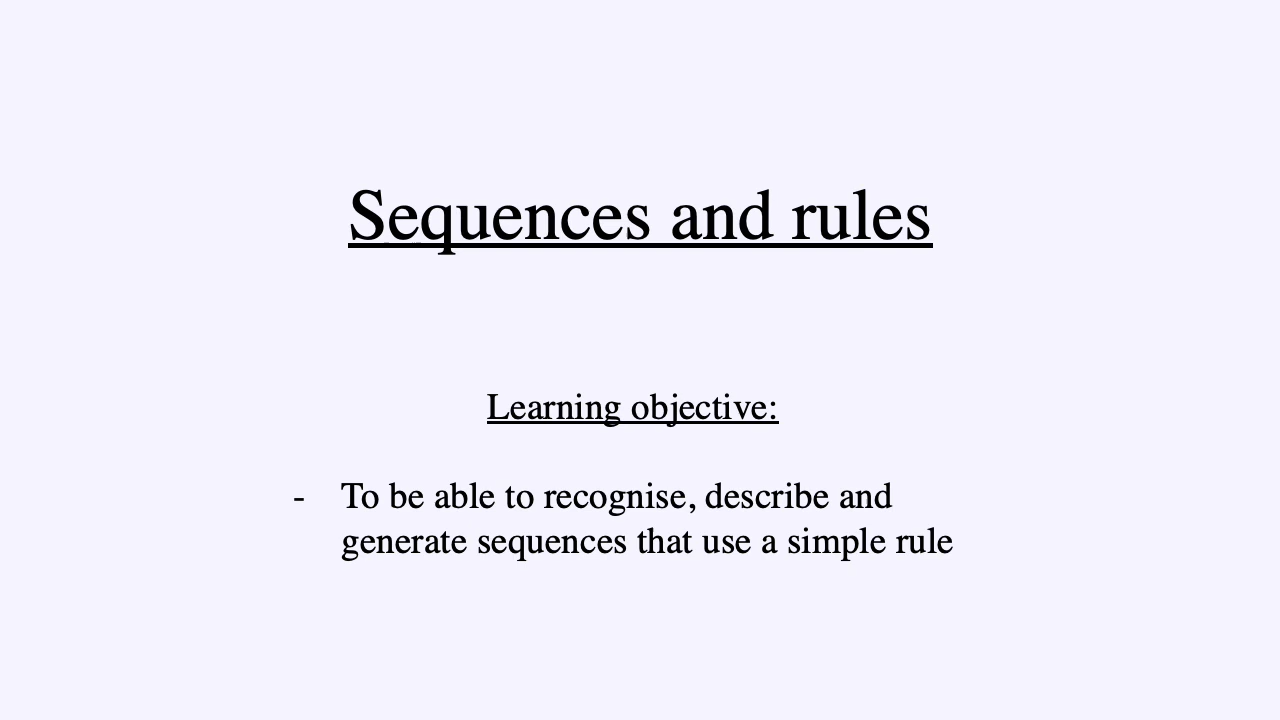 Sequences and rules
Learning objective:
- To be able to recognise, describe and
generate sequences that use a simple rule